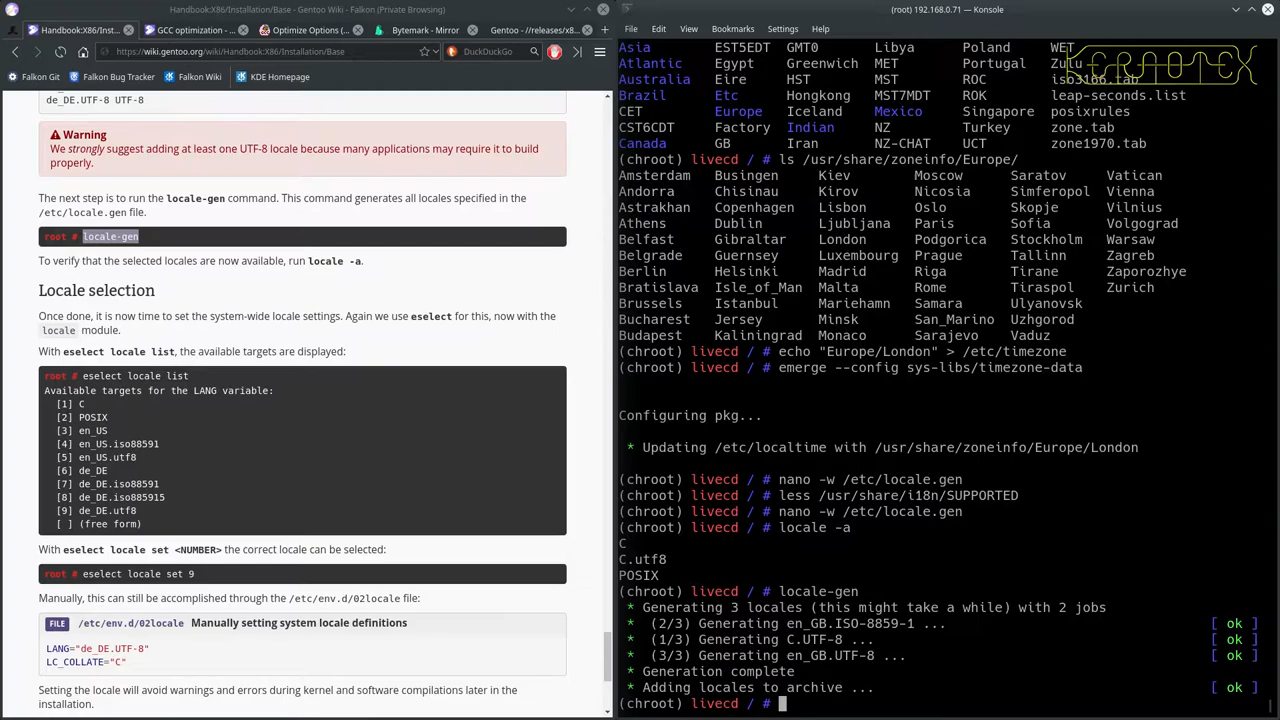 Handbook:X86/Installation/Base - Gentoo Wiki - Falkon (Private Browsing)
Handbook:X86/Inst...
GCC optimization - ...
Optimize Options (...
Bytemark - Mirror
Gentoo - //releases/x8...
https://wiki.gentoo.org/wiki/Handbook:X86/Installation/Base
DuckDuckGo
Falkon Git
Falkon Bug Tracker
Falkon Wiki
KDE Homepage
de_DE.UTF-8 UTF-8
Warning
We strongly suggest adding at least one UTF-8 locale because many applications may require it to build
properly.
The next step is to run the locale-gen command. This command generates all locales specified in the
/etc/locale.gen file.
root # locale-gen
To verify that the selected locales are now available, run locale -a.
Locale selection
Once done, it is now time to set the system-wide locale settings. Again we use eselect for this, now with the
locale module.
With eselect locale list, the available targets are displayed:
root # eselect locale list
Available targets for the LANG variable:
[1] C
[2] POSIX
[3] en_US
[4] en_US.iso88591
[5] en_US.utf8
[6] de_DE
[7] de_DE.iso88591
[8] de_DE.iso885915
[9] de_DE.utf8
[ ] (free form)
With eselect locale set <NUMBER> the correct locale can be selected:
root # eselect locale set 9
Manually, this can still be accomplished through the /etc/env.d/02locale file:
FILE /etc/env.d/02locale Manually setting system locale definitions
LANG="de_DE.UTF-8"
LC_COLLATE="C"
Setting the locale will avoid warnings and errors during kernel and software compilations later in the
installation.
(root) 192.168.0.71 — Konsole
File Edit View Bookmarks Settings Help
KERNOTEX
Asia EST5EDT GMT0 Libya Poland WET
Atlantic Egypt Greenwich MET Portugal Zulu
Australia Eire HST MST ROC iso3166.tab
Brazil Etc Hongkong MST7MDT ROK leap-seconds.list
CET Europe Iceland Mexico Singapore posixrules
CST6CDT Factory Indian NZ Turkey zone.tab
Canada GB Iran NZ-CHAT UCT zone1970.tab
(chroot) livecd / # ls /usr/share/zoneinfo/Europe/
Amsterdam Busingen Kiev Moscow Saratov Vatican
Andorra Chisinau Kirov Nicosia Simferopol Vienna
Astrakhan Copenhagen Lisbon Oslo Skopje Vilnius
Athens Dublin Ljubljana Paris Sofia Volgograd
Belfast Gibraltar London Podgorica Stockholm Warsaw
Belgrade Guernsey Luxembourg Prague Tallinn Zagreb
Berlin Helsinki Madrid Riga Tirane Zaporozhye
Bratislava Isle_of_Man Malta Rome Tiraspol Zurich
Brussels Istanbul Mariehamn Samara Ulyanovsk
Bucharest Jersey Minsk San_Marino Uzhgorod
Budapest Kaliningrad Monaco Sarajevo Vaduz
(chroot) livecd / # echo "Europe/London" > /etc/timezone
(chroot) livecd / # emerge --config sys-libs/timezone-data
Configuring pkg...
* Updating /etc/localtime with /usr/share/zoneinfo/Europe/London
(chroot) livecd / # nano -w /etc/locale.gen
(chroot) livecd / # less /usr/share/i18n/SUPPORTED
(chroot) livecd / # nano -w /etc/locale.gen
(chroot) livecd / # locale -a
C
C.utf8
POSIX
(chroot) livecd / # locale-gen
* Generating 3 locales (this might take a while) with 2 jobs
* (2/3) Generating en_GB.ISO-8859-1 ... [ ok ]
* (1/3) Generating C.UTF-8 ... [ ok ]
* (3/3) Generating en_GB.UTF-8 ... [ ok ]
* Generation complete
* Adding locales to archive ... [ ok ]
(chroot) livecd / #